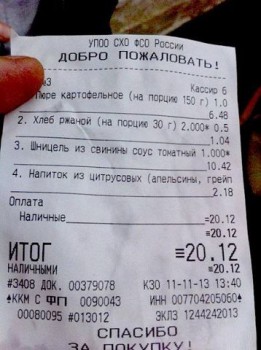 УПОО СХО ФСО России
ДОБРО ПОЖАЛОВАТЬ!
Кассир 6
Пюре картофельное (на порцию 150 г) 1.0
6.48
2. Хлеб ржаной (на порцию 30 г) 2.000* 0.5
1.04
3. Шницель из свинины соус томатный 1.000*
10.42
4. Напиток из цитрусовых (апельсины, грейп
2.18
Оплата
Наличные =20.12
=20.12
ИТОГ =20.12
НАЛИЧНЫМИ =20.12
#3408 ДОК. 00379078 КЗО 11-11-13 13:40
ККМ С ФП 0090043 ИНН 007704205060
00080095 #013012 ЭКЛЗ 1244242013
СПАСИБО
ЗА ПОКУПКУ!